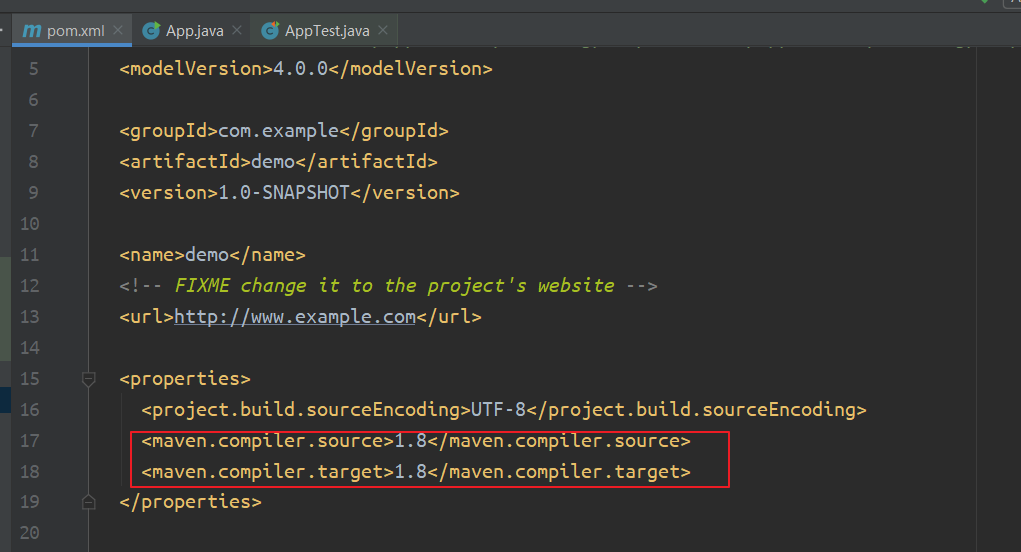 pom.xml App.java AppTest.java
5 <modelVersion>4.0.0</modelVersion>
6
7 <groupId>com.example</groupId>
8 <artifactId>demo</artifactId>
9 <version>1.0-SNAPSHOT</version>
10
11 <name>demo</name>
12 <!-- FIXME change it to the project's website -->
13 <url>http://www.example.com</url>
14
15 <properties>
16 <project.build.sourceEncoding>UTF-8</project.build.sourceEncoding>
17 <maven.compiler.source>1.8</maven.compiler.source>
18 <maven.compiler.target>1.8</maven.compiler.target>
19 </properties>
20